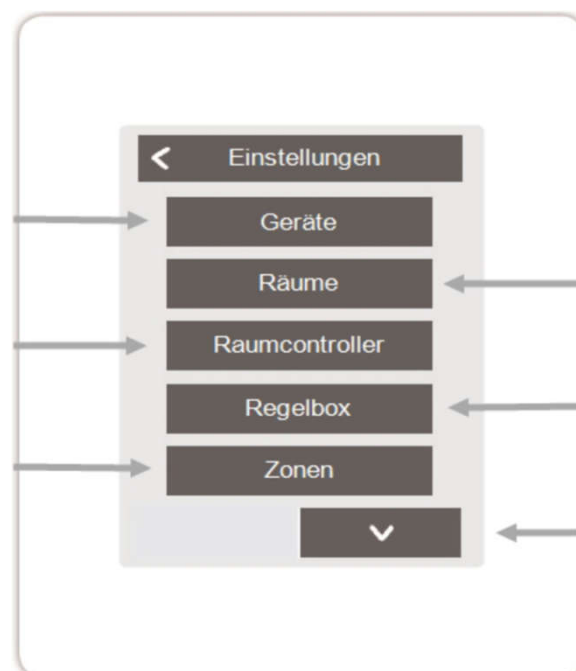 Einstellungen
Geräte
Räume
Raumcontroller
Regelbox
Zonen